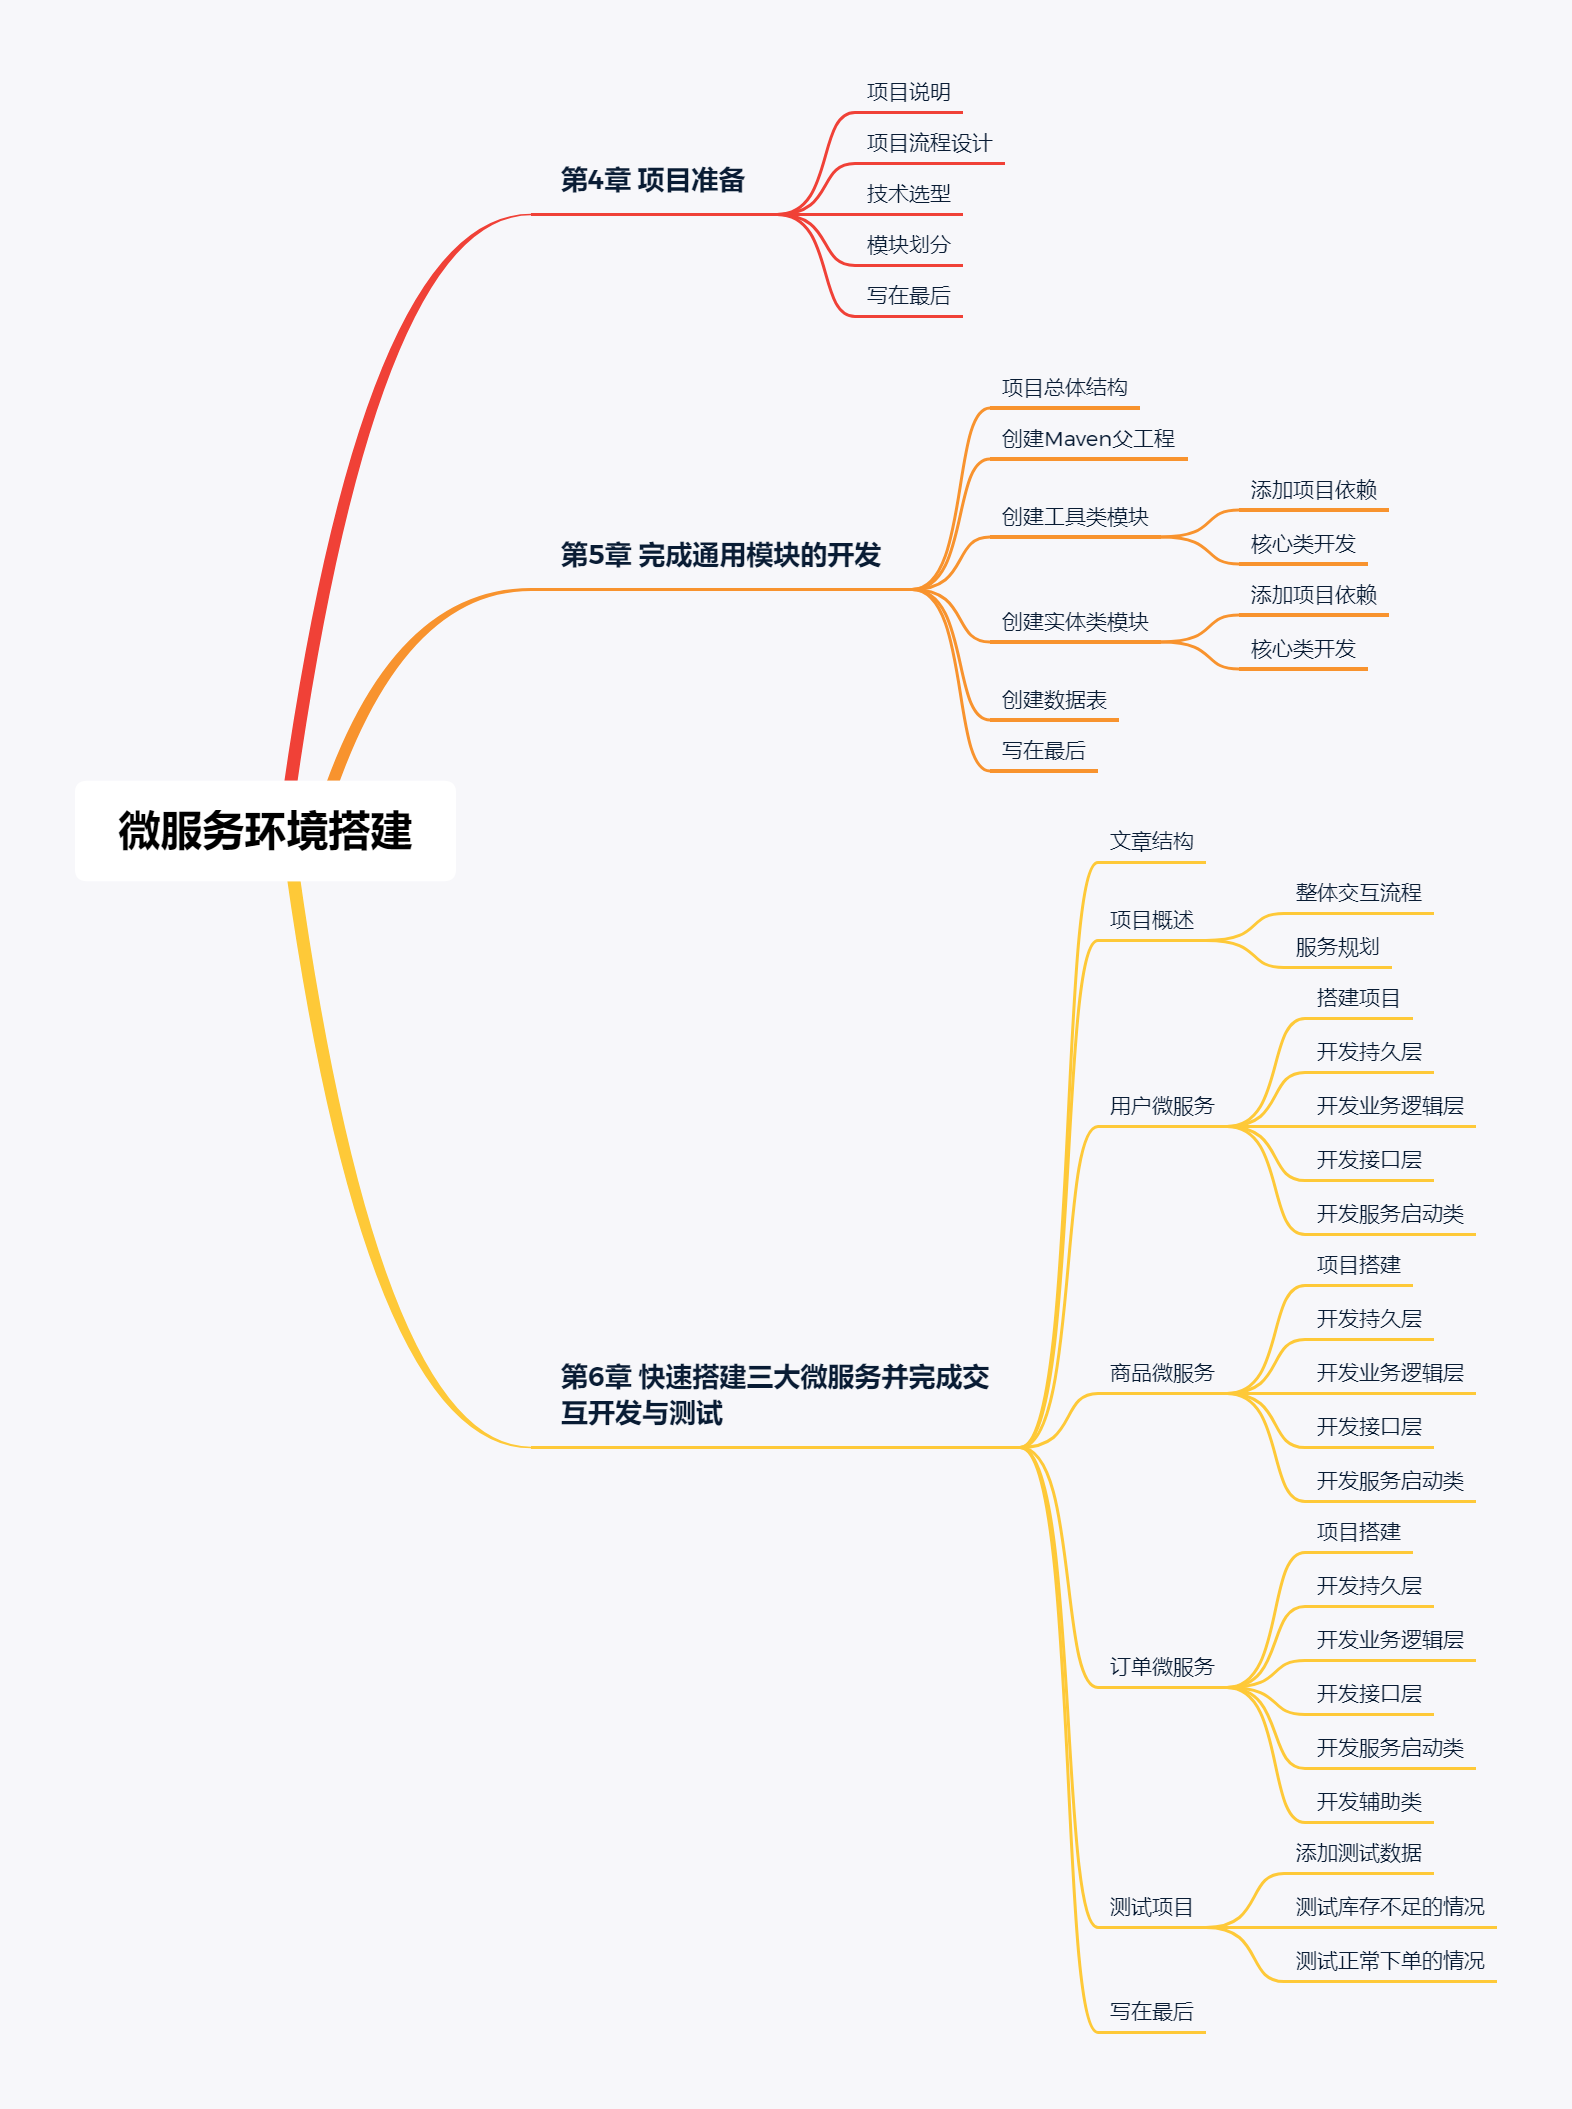 微服务环境搭建
第4章 项目准备
项目说明
项目流程设计
技术选型
模块划分
写在最后
第5章 完成通用模块的开发
项目总体结构
创建Maven父工程
创建工具类模块
添加项目依赖
核心类开发
创建实体类模块
添加项目依赖
核心类开发
创建数据表
写在最后
第6章 快速搭建三大微服务并完成交
互开发与测试
文章结构
项目概述
整体交互流程
服务规划
用户微服务
搭建项目
开发持久层
开发业务逻辑层
开发接口层
开发服务启动类
商品微服务
项目搭建
开发持久层
开发业务逻辑层
开发接口层
开发服务启动类
订单微服务
项目搭建
开发持久层
开发业务逻辑层
开发接口层
开发服务启动类
开发辅助类
测试项目
添加测试数据
测试库存不足的情况
测试正常下单的情况
写在最后